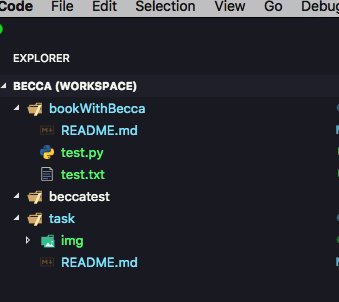 Code File Edit Selection View Go Debug
EXPLORER
BECCA (WORKSPACE)
bookWithBecca
README.md
test.py
test.txt
beccatest
task
img
README.md